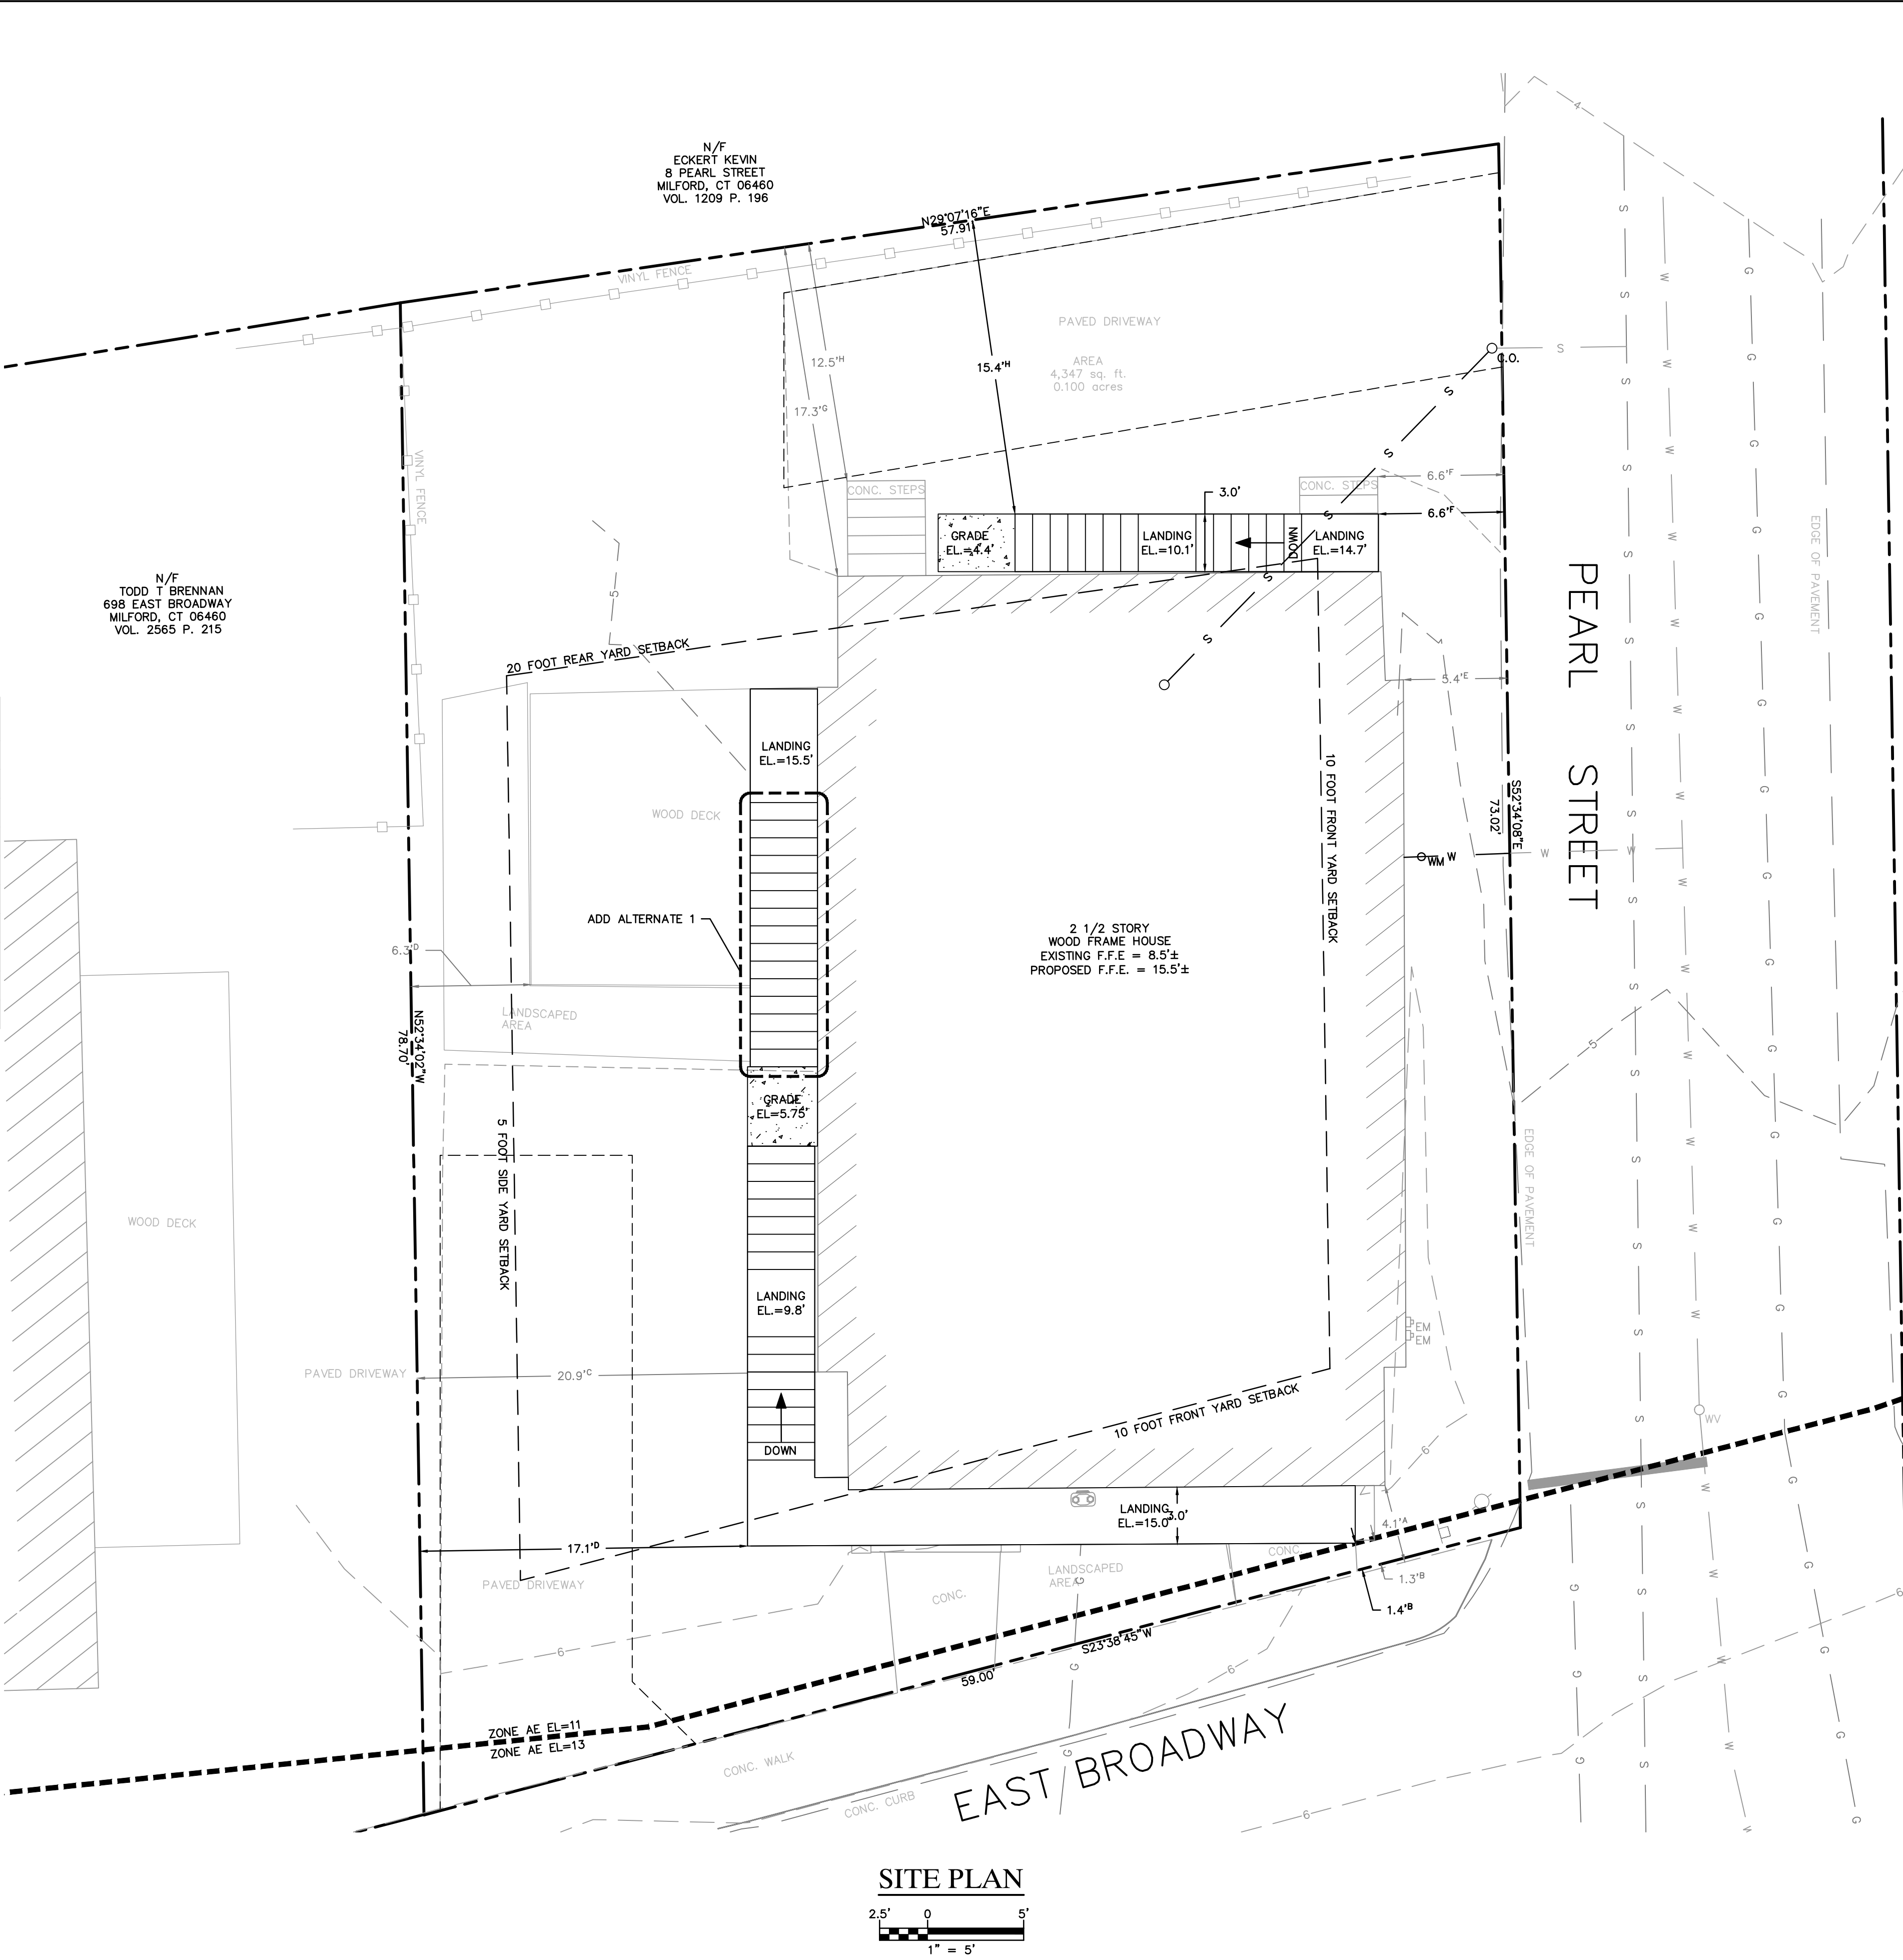 N/F
ECKERT KEVIN
8 PEARL STREET
MILFORD, CT 06460
VOL. 1209 P. 196
4
N29°07'16"E
57.91'
VINYL FENCE
PAVED DRIVEWAY
AREA
4,347 sq. ft.
0.100 acres
12.5'H
15.4'H
17.3'G
C.O.
S
VINYL FENCE
CONC. STEPS
CONC. STEPS
3.0'
6.6'F
6.6'F
GRADE
EL.=4.4'
LANDING
EL.=10.1'
DOWN
LANDING
EL.=14.7'
EDGE OF PAVEMENT
N/F
TODD T BRENNAN
698 EAST BROADWAY
MILFORD, CT 06460
VOL. 2565 P. 215
5
20 FOOT REAR YARD SETBACK
5.4'E
PEARL STREET
LANDING
EL.=15.5'
WOOD DECK
10 FOOT FRONT YARD SETBACK
S52°34'08"E
73.02'
WM
W
W
W
ADD ALTERNATE 1
2 1/2 STORY
WOOD FRAME HOUSE
EXISTING F.F.E = 8.5'±
PROPOSED F.F.E. = 15.5'±
6.3'D
LANDSCAPED
AREA
N52°34'02"W
78.70'
5
GRADE
EL=5.75'
5 FOOT SIDE YARD SETBACK
EDGE OF PAVEMENT
WOOD DECK
LANDING
EL.=9.8'
EM
EM
PAVED DRIVEWAY
20.9'C
10 FOOT FRONT YARD SETBACK
WV
DOWN
6
LANDING
EL.=15.0'
3.0'
4.1'A
17.1'D
CONC.
PAVED DRIVEWAY
LANDSCAPED
AREA
CONC.
1.3'B
1.4'B
6
6
S23°38'45"W
59.00'
6
G
ZONE AE EL=11
ZONE AE EL=13
CONC. WALK
CONC. CURB
EAST BROADWAY
6
SITE PLAN
2.5' 0 5'
1" = 5'